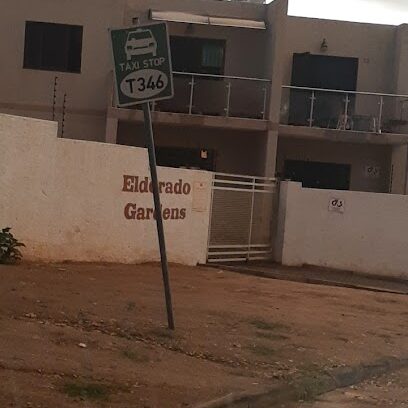 TAXI STOP
T346
Eldorado
Gardens